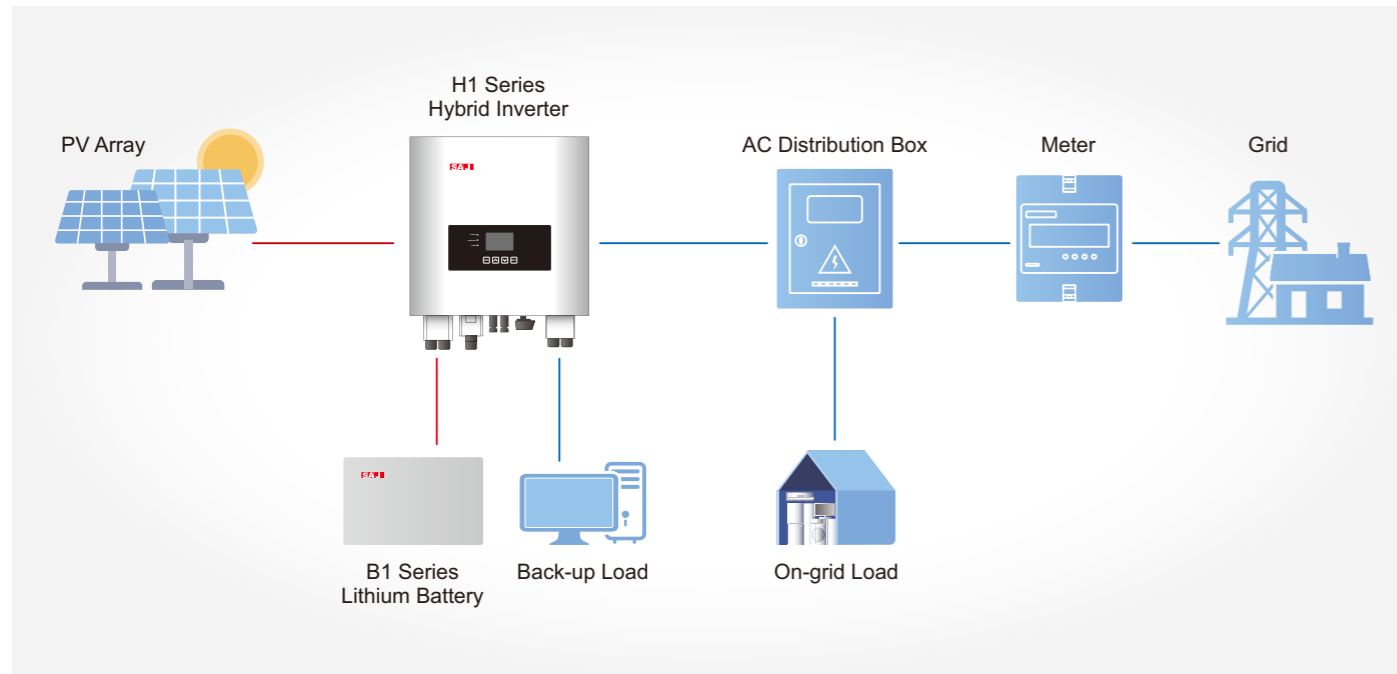 H1 Series
Hybrid Inverter
PV Array
AC Distribution Box
Meter
Grid
SAJ
SAJ
B1 Series
Lithium Battery
Back-up Load
On-grid Load